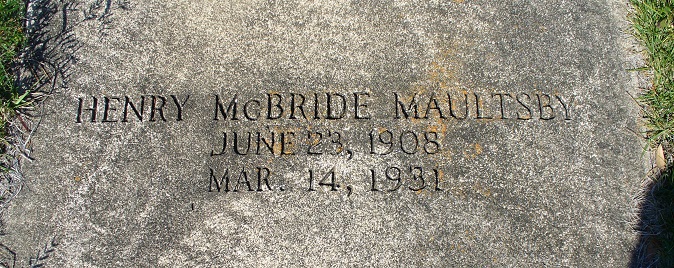 HENRY McBRIDE MAULTSBY
JUNE 23, 1908
MAR. 14, 1931